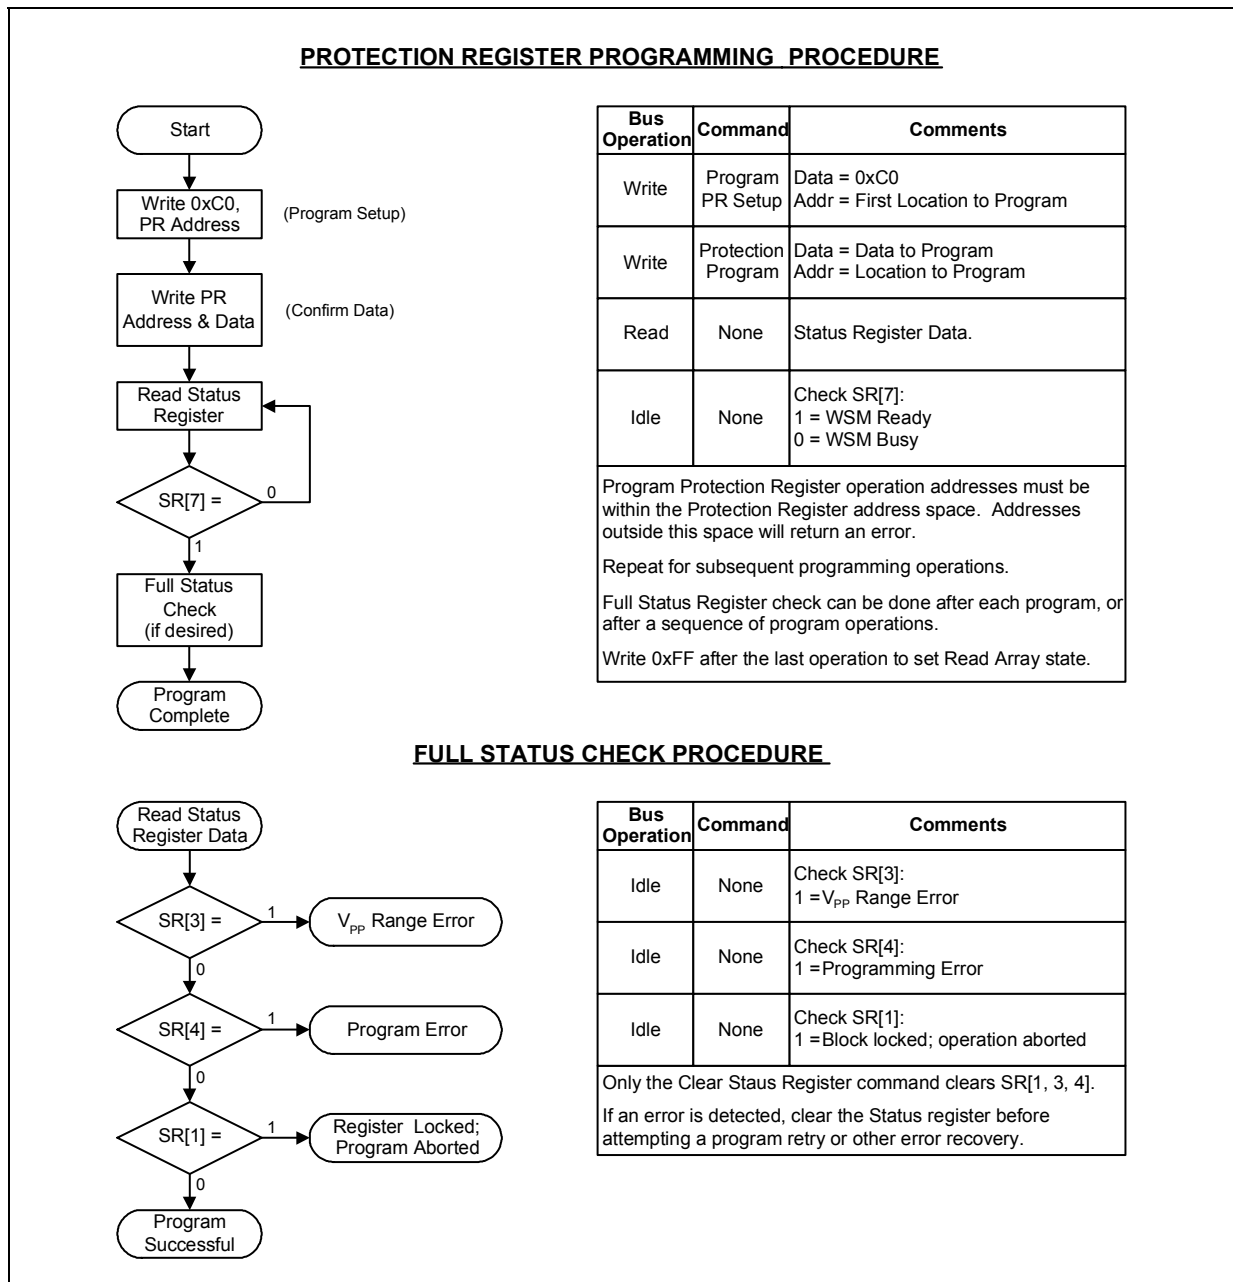 PROTECTION REGISTER PROGRAMMING PROCEDURE
Start
Write 0xC0,
PR Address
(Program Setup)
Write PR
Address & Data
(Confirm Data)
Read Status
Register
SR[7] =
0
1
Full Status
Check
(if desired)
Program
Complete
Bus
Operation
Command
Comments
Write
Program
PR Setup
Data = 0xC0
Addr = First Location to Program
Write
Protection
Program
Data = Data to Program
Addr = Location to Program
Read
None
Status Register Data.
Idle
None
Check SR[7]:
1 = WSM Ready
0 = WSM Busy
Program Protection Register operation addresses must be
within the Protection Register address space. Addresses
outside this space will return an error.
Repeat for subsequent programming operations.
Full Status Register check can be done after each program, or
after a sequence of program operations.
Write 0xFF after the last operation to set Read Array state.
FULL STATUS CHECK PROCEDURE
Read Status
Register Data
SR[3] =
1
VPP Range Error
0
SR[4] =
1
Program Error
0
SR[1] =
1
Register Locked;
Program Aborted
0
Program
Successful
Bus
Operation
Command
Comments
Idle
None
Check SR[3]:
1 =VPP Range Error
Idle
None
Check SR[4]:
1 =Programming Error
Idle
None
Check SR[1]:
1 =Block locked; operation aborted
Only the Clear Staus Register command clears SR[1, 3, 4].
If an error is detected, clear the Status register before
attempting a program retry or other error recovery.